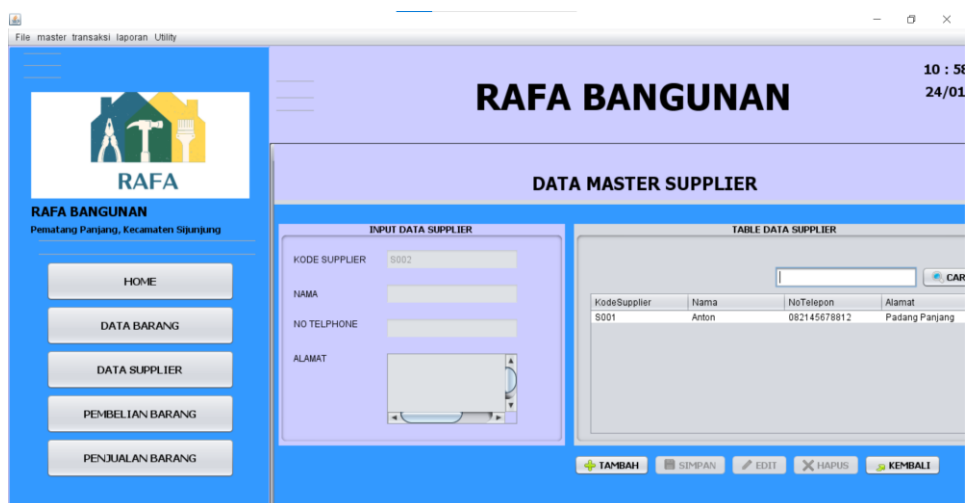 File master transaksi laporan Utility
RAFA
RAFA BANGUNAN
Pematang Panjang, Kecamaten Sijunjung
HOME
DATA BARANG
DATA SUPPLIER
PEMBELIAN BARANG
PENJUALAN BARANG
RAFA BANGUNAN
10 : 58
24/01
DATA MASTER SUPPLIER
INPUT DATA SUPPLIER
KODE SUPPLIER S002
NAMA
NO TELPHONE
ALAMAT
TABLE DATA SUPPLIER
CAR
KodeSupplier Nama NoTelepon Alamat
S001 Anton 082145678812 Padang Panjang
TAMBAH SIMPAN EDIT HAPUS KEMBALI